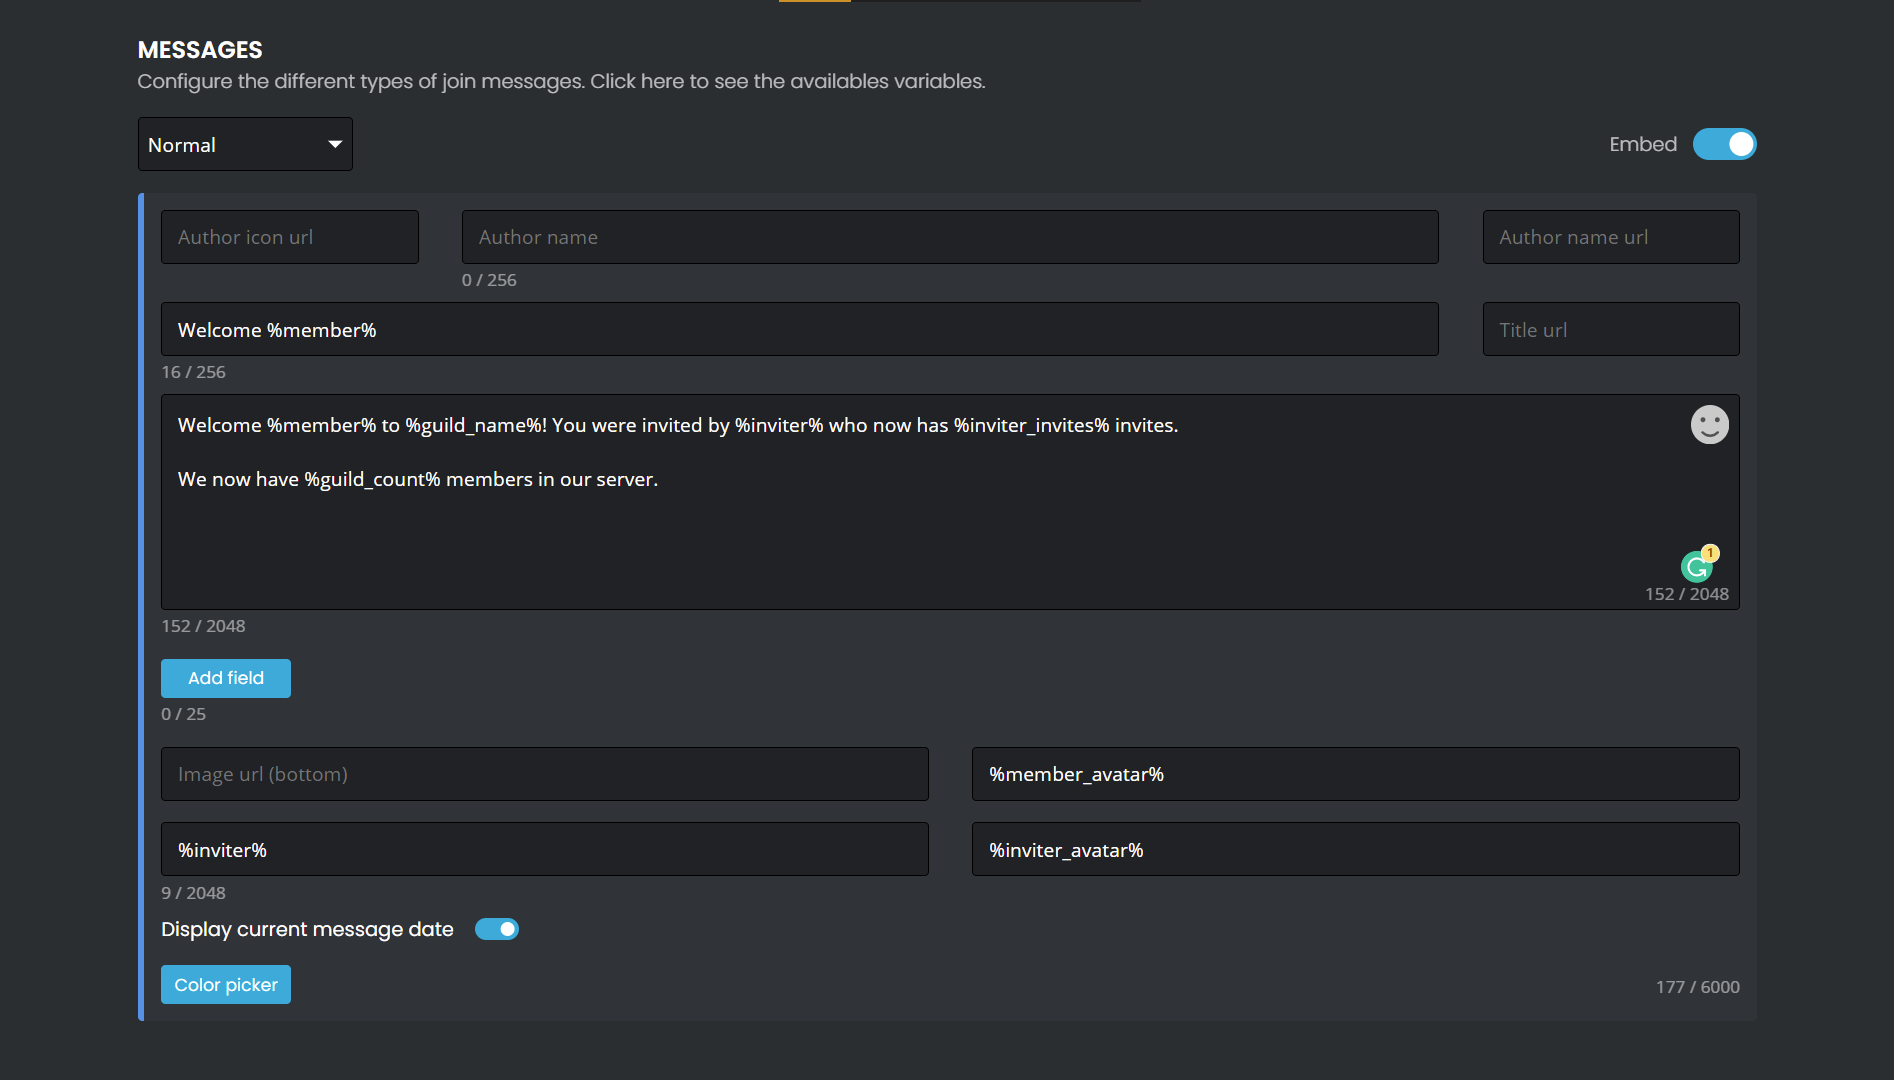 MESSAGES
Configure the different types of join messages. Click here to see the availables variables.
Normal
Embed
Author icon url
Author name
Author name url
0 / 256
Welcome %member%
Title url
16 / 256
Welcome %member% to %guild_name%! You were invited by %inviter% who now has %inviter_invites% invites.
We now have %guild_count% members in our server.
1
152 / 2048
152 / 2048
Add field
0 / 25
Image url (bottom)
%member_avatar%
%inviter%
%inviter_avatar%
9 / 2048
Display current message date
Color picker
177 / 6000